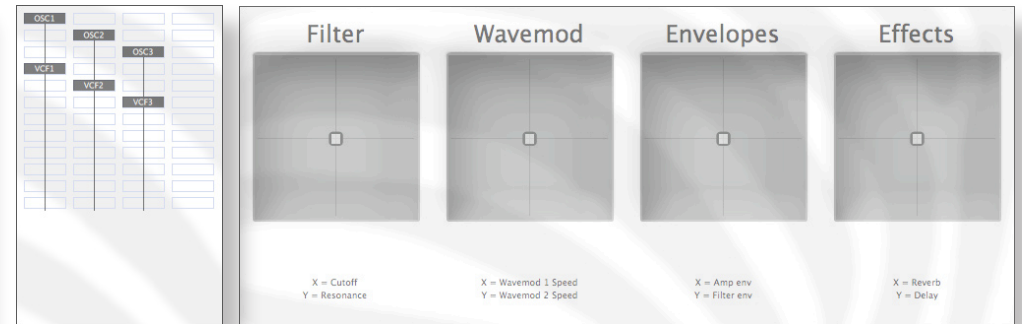 OSC1
OSC2
OSC3
VCF1
VCF2
VCF3
Filter Wavemod Envelopes Effects
X = Cutoff
Y = Resonance
X = Wavemod 1 Speed
Y = Wavemod 2 Speed
X = Amp env
Y = Filter env
X = Reverb
Y = Delay